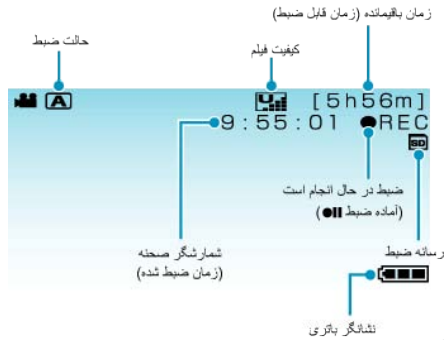 زمان باقیمانده (زمان قابل ضبط)
حالت ضبط
کیفیت فیلم
A
[5h56m]
9:55:01 ●REC
SD
ضبط در حال انجام است
(آماده ضبط ●II)
شمارشگر صحنه
(زمان ضبط شده)
رسانه ضبط
نشانگر باتری